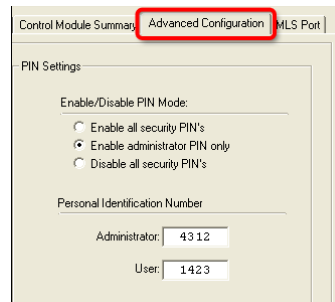 Control Module Summary Advanced Configuration MLS Port
PIN Settings
Enable/Disable PIN Mode:
Enable all security PIN's
Enable administrator PIN only
Disable all security PIN's
Personal Identification Number
Administrator: 4312
User: 1423